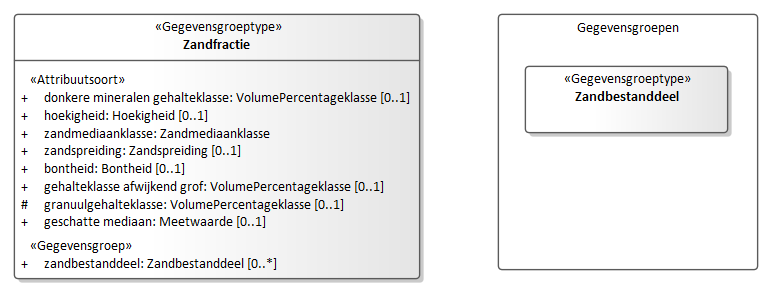 «Gegevensgroeptype»
Zandfractie
«Attribuutsoort»
+ donkere mineralen gehalteklasse: VolumePercentageklasse [0..1]
+ hoekigheid: Hoekigheid [0..1]
+ zandmediaanklasse: Zandmediaanklasse
+ zandspreiding: Zandspreiding [0..1]
+ bontheid: Bontheid [0..1]
+ gehalteklasse afwijkend grof: VolumePercentageklasse [0..1]
# granuulgehalteklasse: VolumePercentageklasse [0..1]
+ geschatte mediaan: Meetwaarde [0..1]
«Gegevensgroep»
+ zandbestanddeel: Zandbestanddeel [0..*]
Gegevensgroepen
«Gegevensgroeptype»
Zandbestanddeel